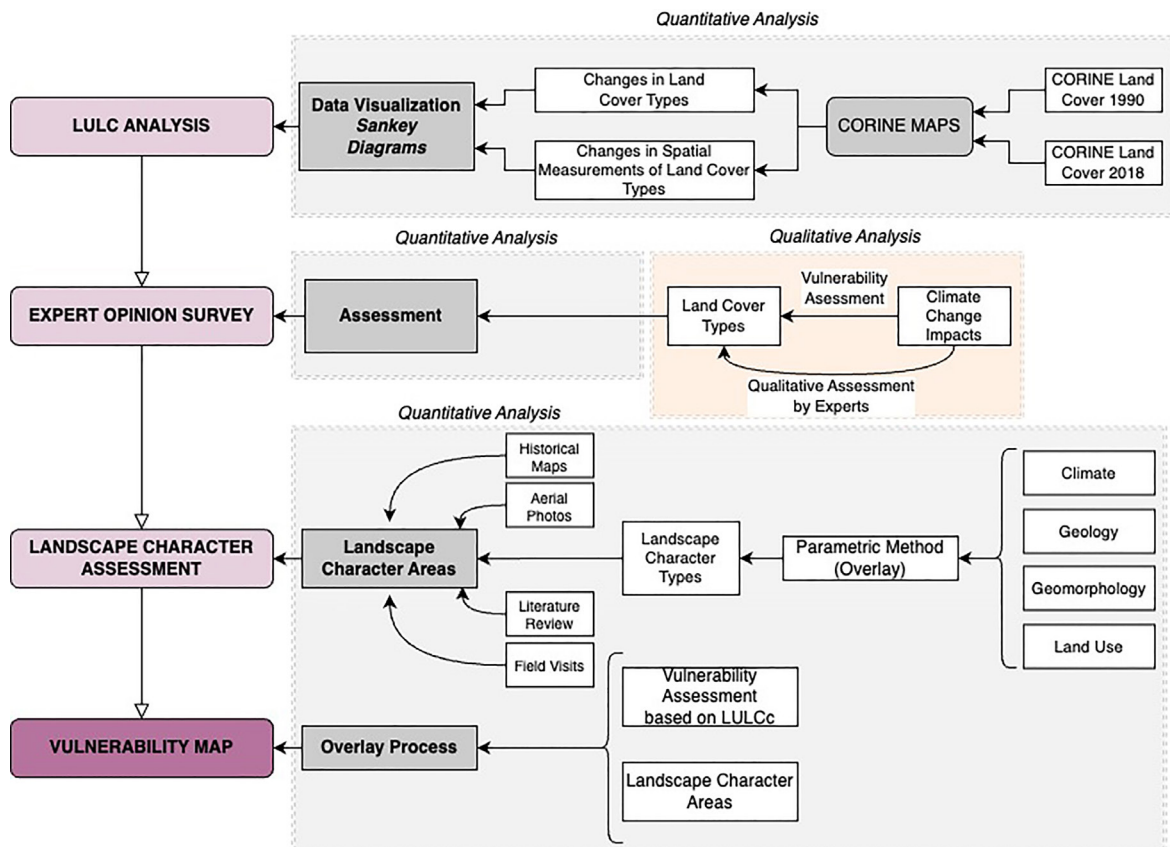 Quantitative Analysis
LULC ANALYSIS
Data Visualization
Sankey
Diagrams
Changes in Land
Cover Types
Changes in Spatial
Measurements of Land Cover
Types
CORINE MAPS
CORINE Land
Cover 1990
CORINE Land
Cover 2018
Quantitative Analysis
Qualitative Analysis
EXPERT OPINION SURVEY
Assessment
Land Cover
Types
Vulnerability
Asessment
Climate
Change
Impacts
Qualitative Assessment
by Experts
Quantitative Analysis
LANDSCAPE CHARACTER
ASSESSMENT
Landscape
Character Areas
Historical
Maps
Aerial
Photos
Literature
Review
Field Visits
Landscape
Character
Types
Parametric Method
(Overlay)
Climate
Geology
Geomorphology
Land Use
VULNERABILITY MAP
Overlay Process
Vulnerability
Assessment
based on LULCc
Landscape Character
Areas